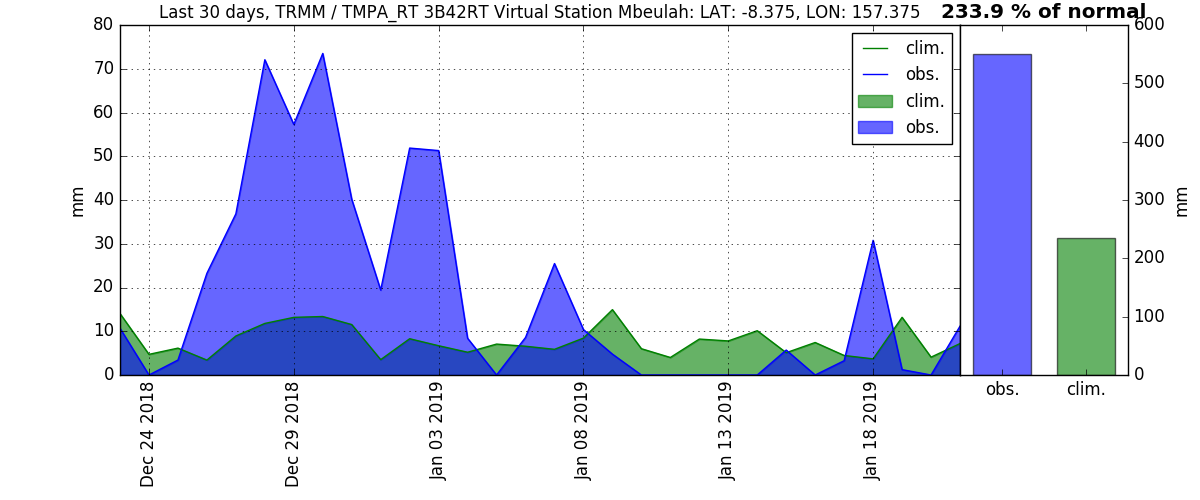 Last 30 days, TRMM / TMPA_RT 3B42RT Virtual Station Mbeulah: LAT: -8.375, LON: 157.375
233.9 % of normal
80
70
60
50
40
30
20
10
0
mm
clim.
obs.
clim.
obs.
600
500
400
300
200
100
0
mm
obs.
clim.
Dec 24 2018
Dec 29 2018
Jan 03 2019
Jan 08 2019
Jan 13 2019
Jan 18 2019